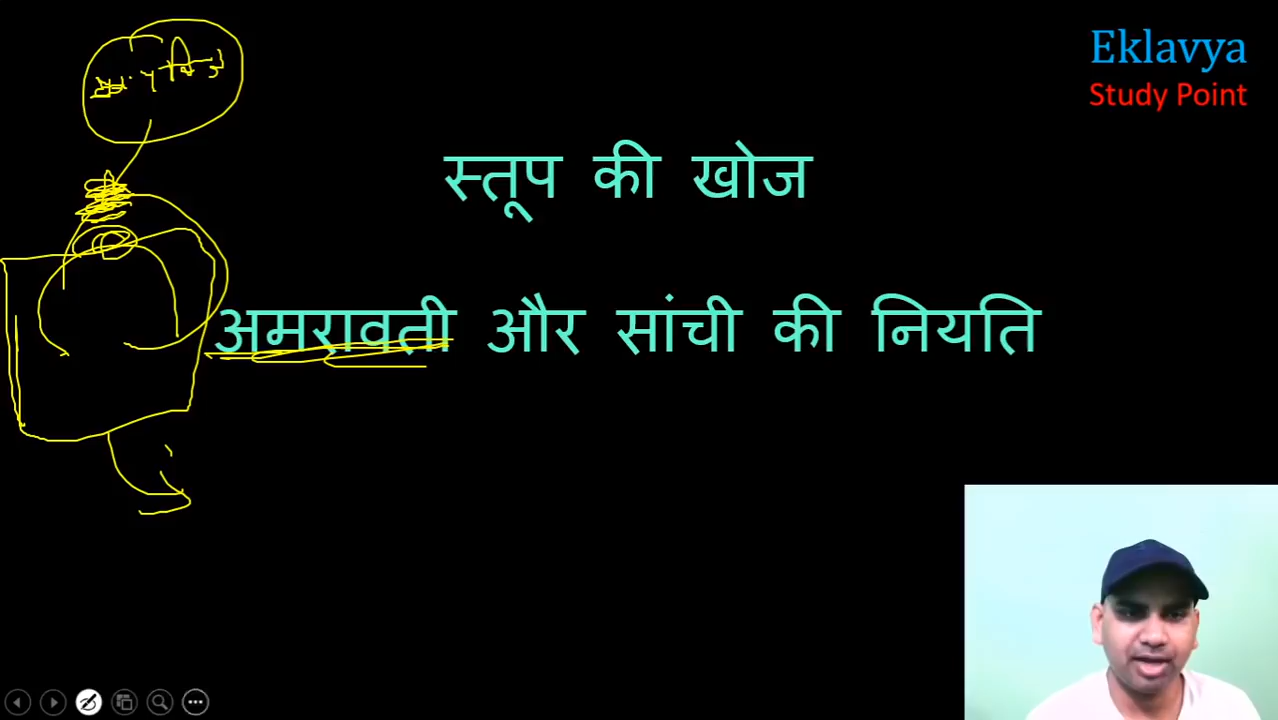 Eklavya
Study Point
स्तूप की खोज
अमरावती और सांची की नियति